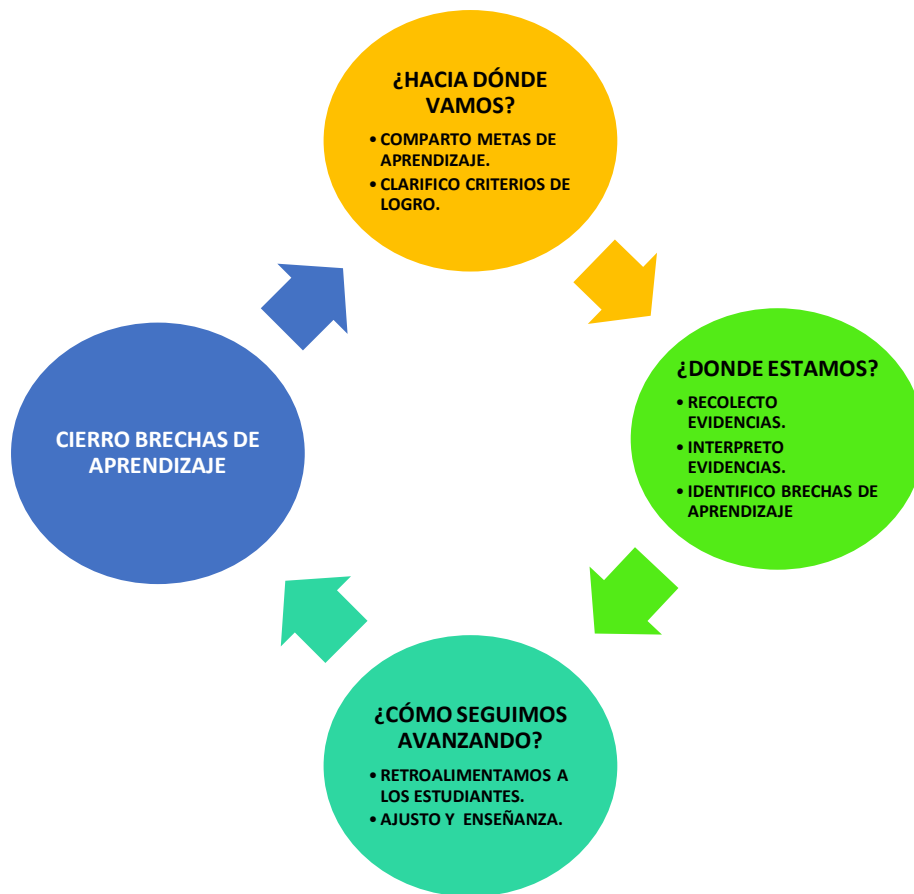 ¿HACIA DÓNDE
VAMOS?
• COMPARTO METAS DE
APRENDIZAJE.
• CLARIFICO CRITERIOS DE
LOGRO.
¿DONDE ESTAMOS?
• RECOLECTO
EVIDENCIAS.
• INTERPRETO
EVIDENCIAS.
• IDENTIFICO BRECHAS DE
APRENDIZAJE
¿CÓMO SEGUIMOS
AVANZANDO?
• RETROALIMENTAMOS A
LOS ESTUDIANTES.
• AJUSTO Y ENSEÑANZA.
CIERRO BRECHAS DE
APRENDIZAJE